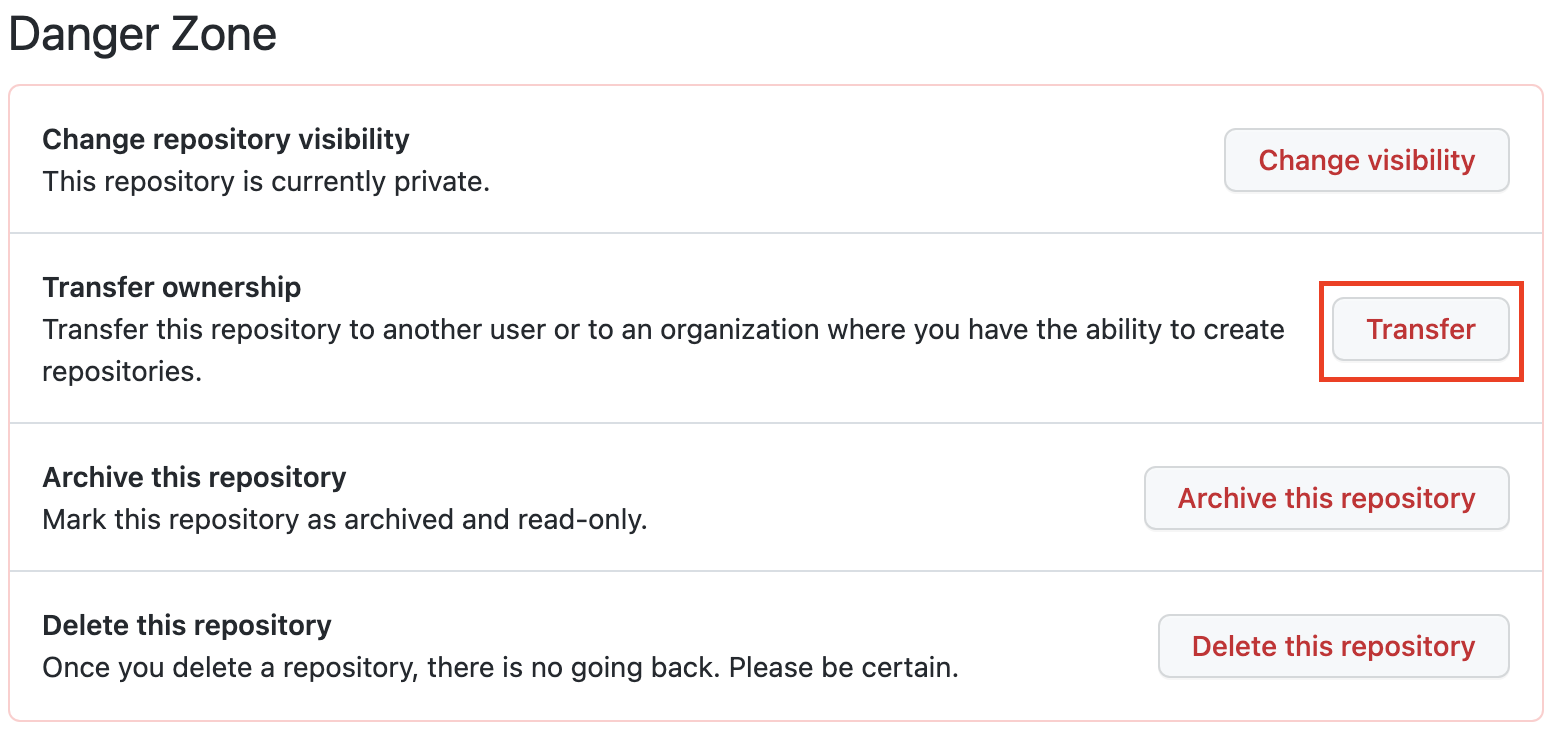 Danger Zone
Change repository visibility
This repository is currently private.
Change visibility
Transfer ownership
Transfer this repository to another user or to an organization where you have the ability to create
repositories.
Transfer
Archive this repository
Mark this repository as archived and read-only.
Archive this repository
Delete this repository
Once you delete a repository, there is no going back. Please be certain.
Delete this repository